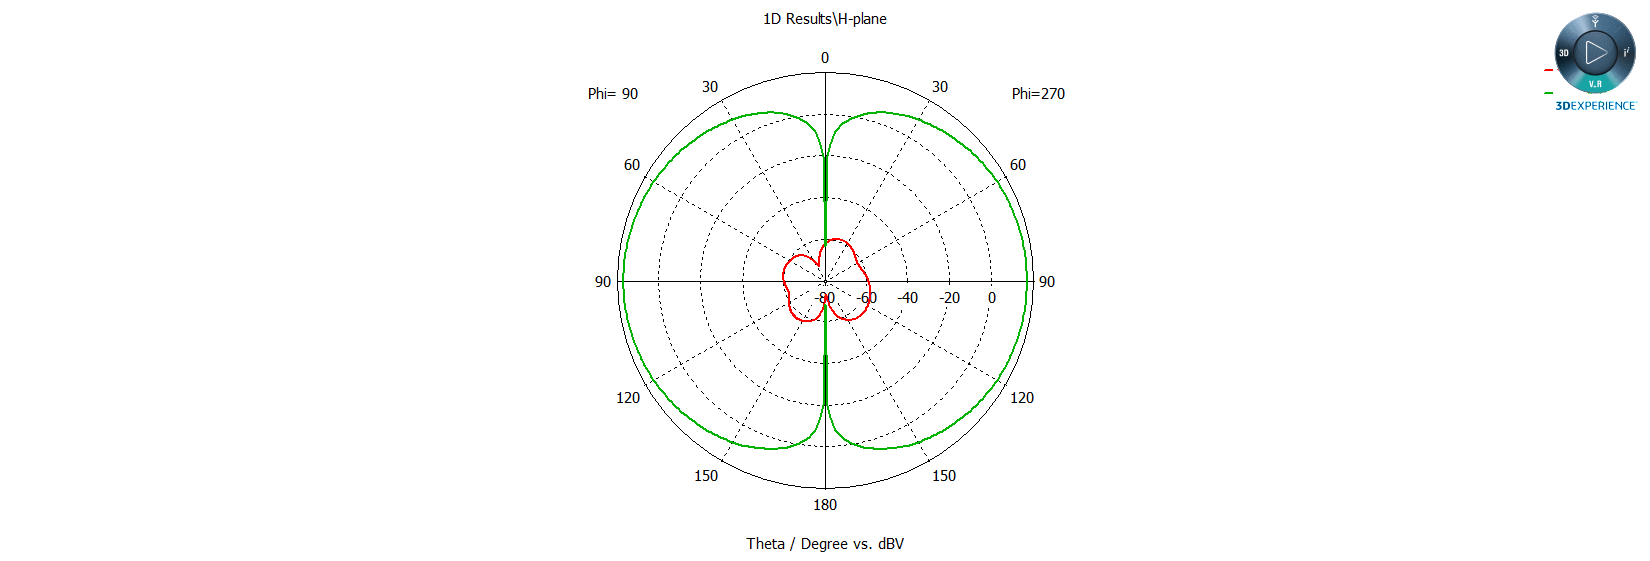 1D Results\H-plane
0
Phi= 90
30
30
Phi=270
60
60
90
-80
-60
-40
-20
0
90
120
120
150
150
180
Theta / Degree vs. dBV
3D
V.R
3DEXPERIENCE